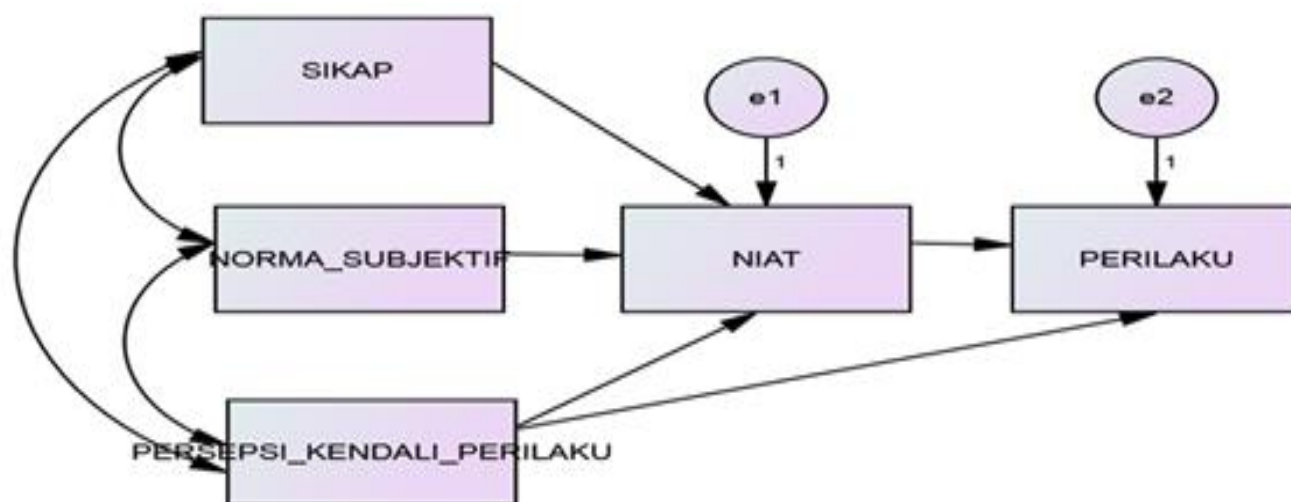 SIKAP
e1
e2
1
1
NORMA_SUBJEKTIF
NIAT
PERILAKU
PERSEPSI_KENDALI_PERILAKU